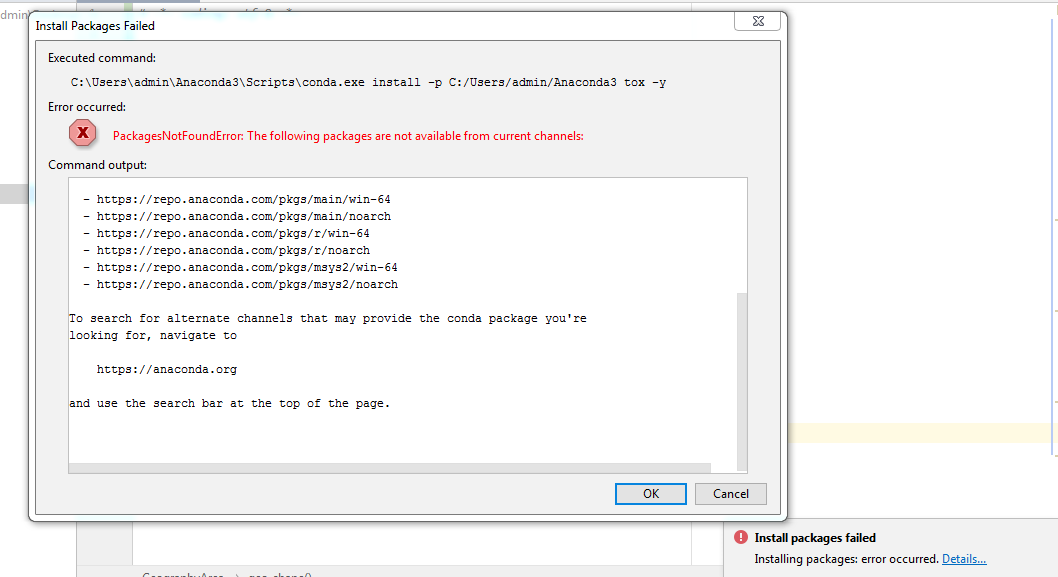 dmin\
Install Packages Failed
Executed command:
C:\Users\admin\Anaconda3\Scripts\conda.exe install -p C:/Users/admin/Anaconda3 tox -y
Error occurred:
PackagesNotFoundError: The following packages are not available from current channels:
Command output:
- https://repo.anaconda.com/pkgs/main/win-64
- https://repo.anaconda.com/pkgs/main/noarch
- https://repo.anaconda.com/pkgs/r/win-64
- https://repo.anaconda.com/pkgs/r/noarch
- https://repo.anaconda.com/pkgs/msys2/win-64
- https://repo.anaconda.com/pkgs/msys2/noarch
To search for alternate channels that may provide the conda package you're
looking for, navigate to
https://anaconda.org
and use the search bar at the top of the page.
OK
Cancel
Install packages failed
Installing packages: error occurred. Details...